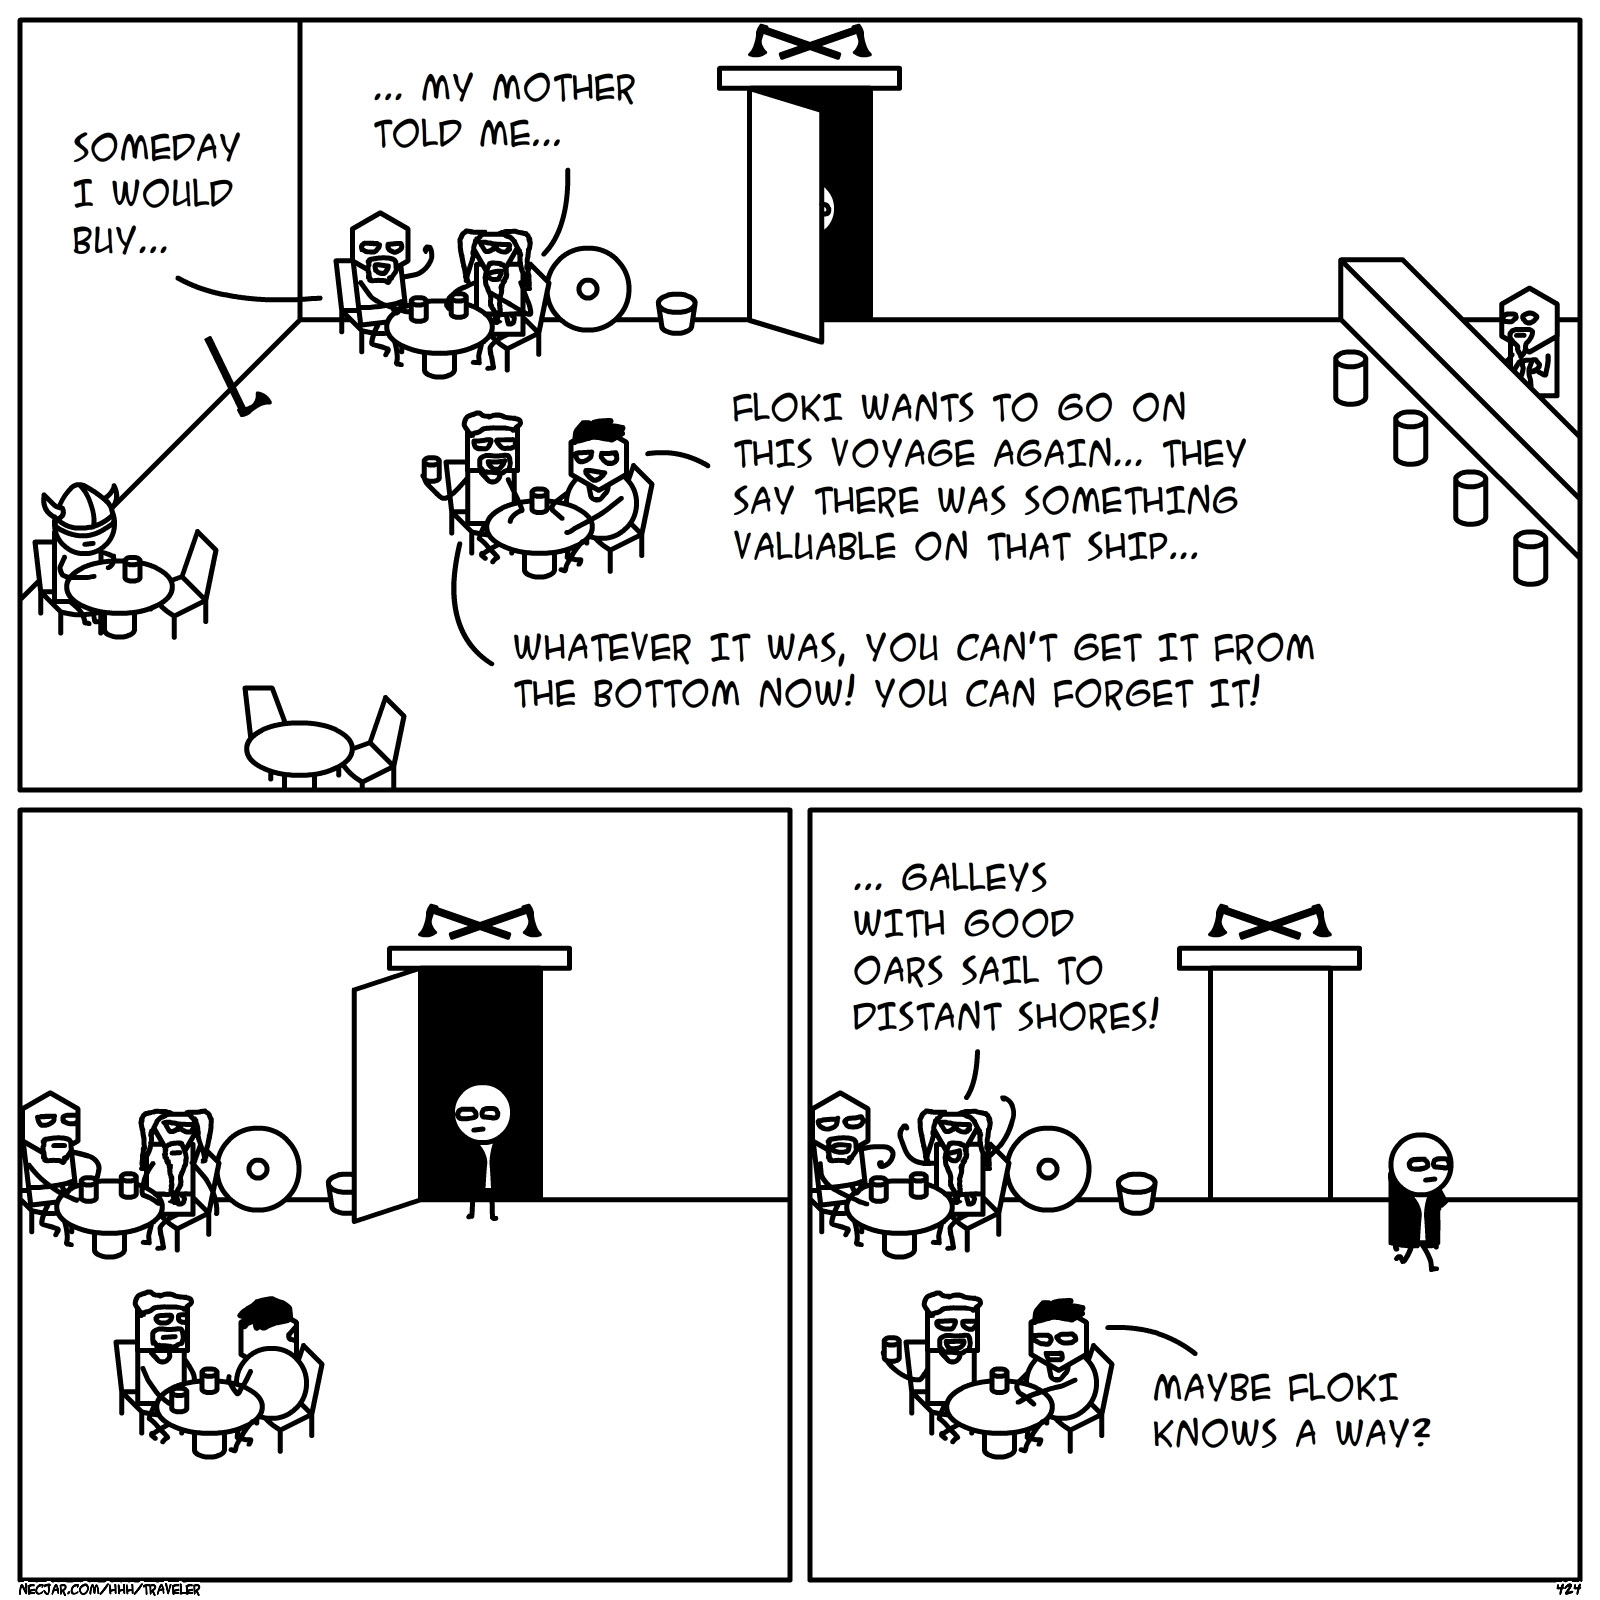 ... MY MOTHER
TOLD ME...
SOMEDAY
I WOULD
BUY...
FLOKI WANTS TO GO ON
THIS VOYAGE AGAIN... THEY
SAY THERE WAS SOMETHING
VALUABLE ON THAT SHIP...
WHATEVER IT WAS, YOU CAN'T GET IT FROM
THE BOTTOM NOW! YOU CAN FORGET IT!
... GALLEYS
WITH GOOD
OARS SAIL TO
DISTANT SHORES!
MAYBE FLOKI
KNOWS A WAY?
NECJAR.COM/HHH/TRAVELER
424